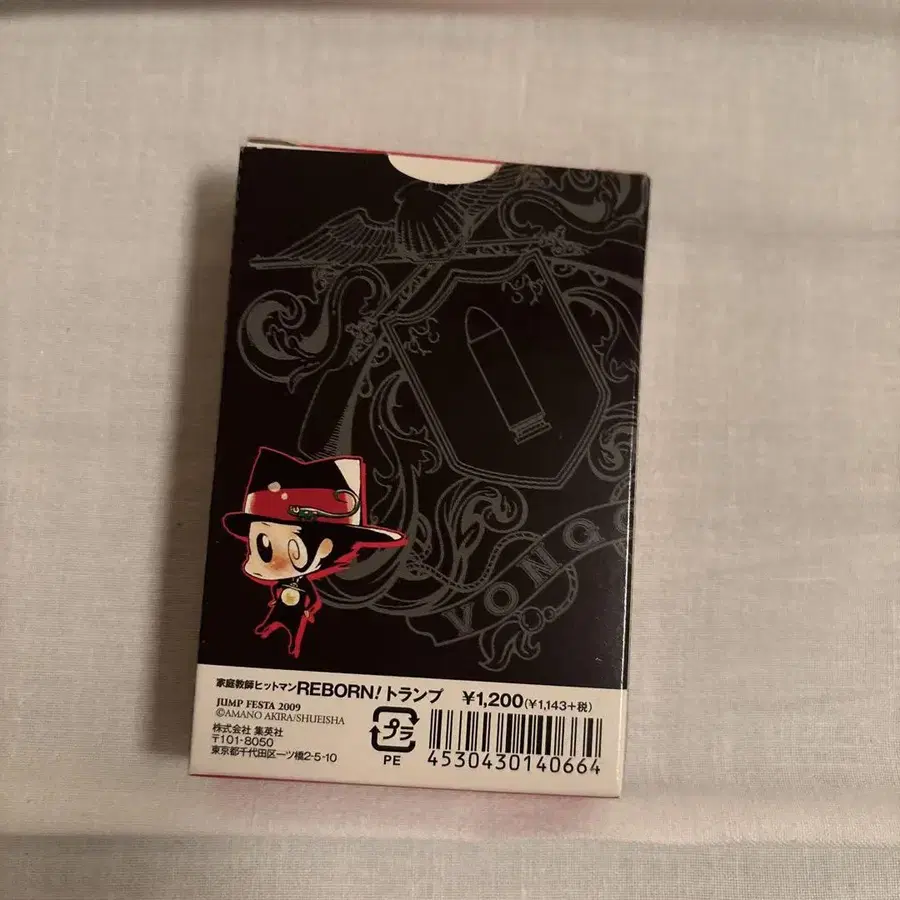 VONGO
家庭教師ヒットマンREBORN! トランプ ¥1,200(¥1,143+税)
JUMP FESTA 2009
©AMANO AKIRA/SHUEISHA
株式会社 集英社
〒101-8050
東京都千代田区一ツ橋2-5-10
プラ
PE
4530430140664